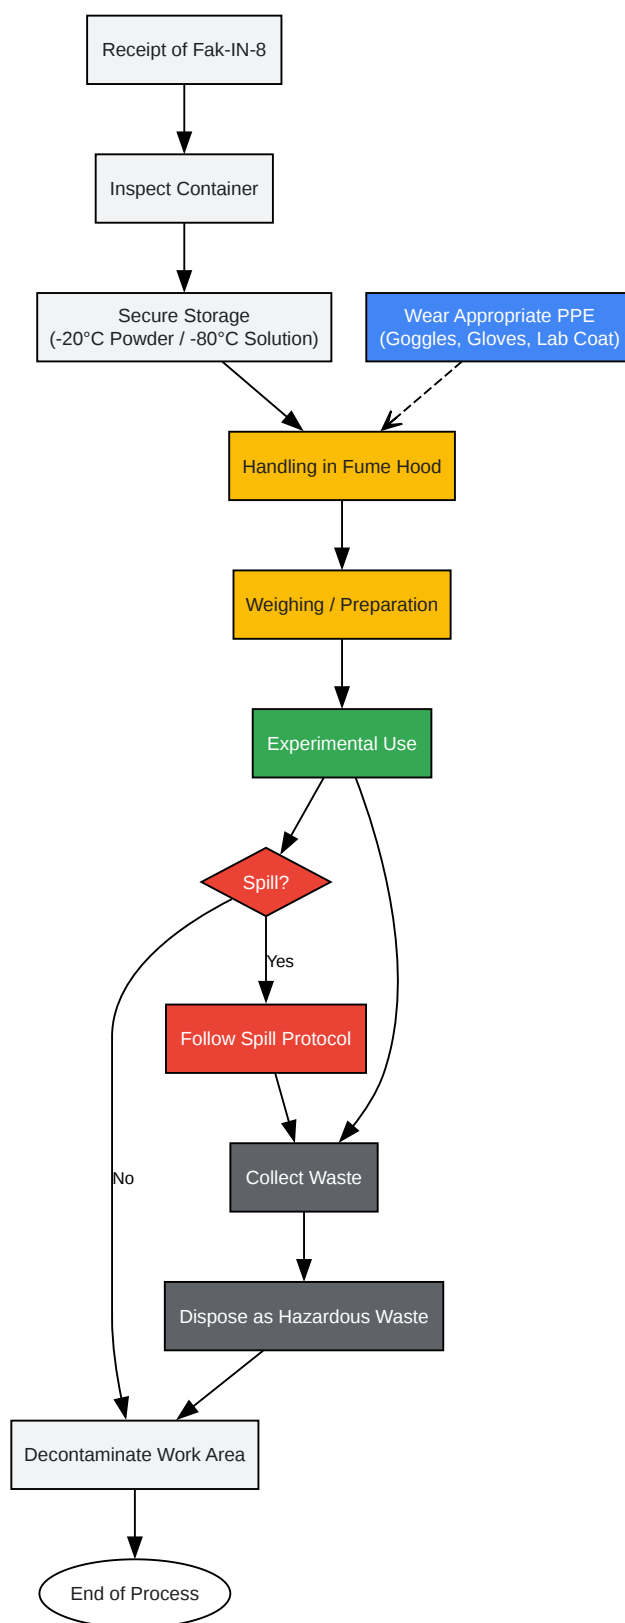 Receipt of Fak-IN-8
Inspect Container
Secure Storage
(-20°C Powder / -80°C Solution)
Wear Appropriate PPE
(Goggles, Gloves, Lab Coat)
Handling in Fume Hood
Weighing / Preparation
Experimental Use
Spill?
Yes
Follow Spill Protocol
No
Collect Waste
Dispose as Hazardous Waste
Decontaminate Work Area
End of Process